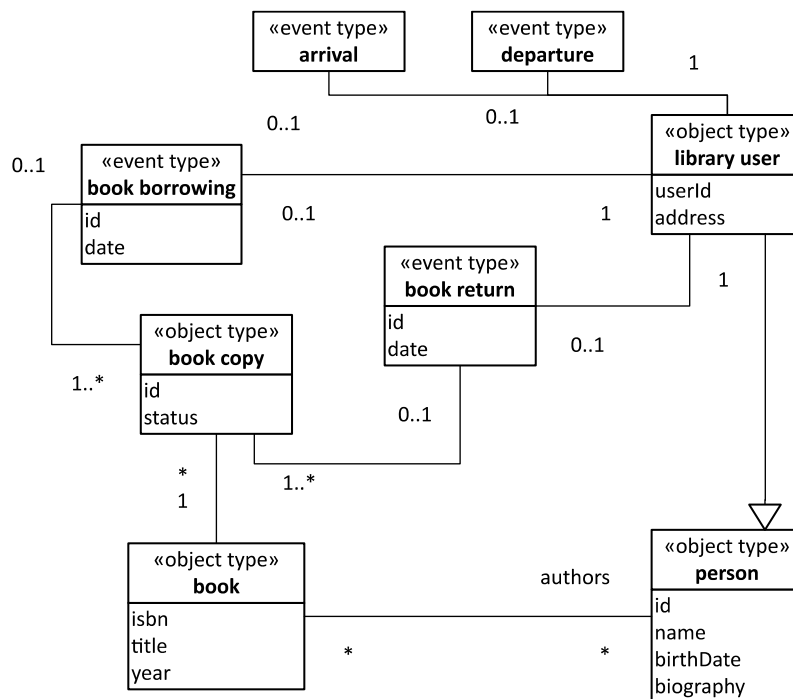 «event type»
arrival
«event type»
departure
1
0..1
0..1
«object type»
library user
userId
address
«event type»
book borrowing
id
date
0..1
0..1
1
«event type»
book return
id
date
1
0..1
«object type»
book copy
id
status
1..*
0..1
1..*
*
1
«object type»
book
isbn
title
year
authors
*
*
«object type»
person
id
name
birthDate
biography